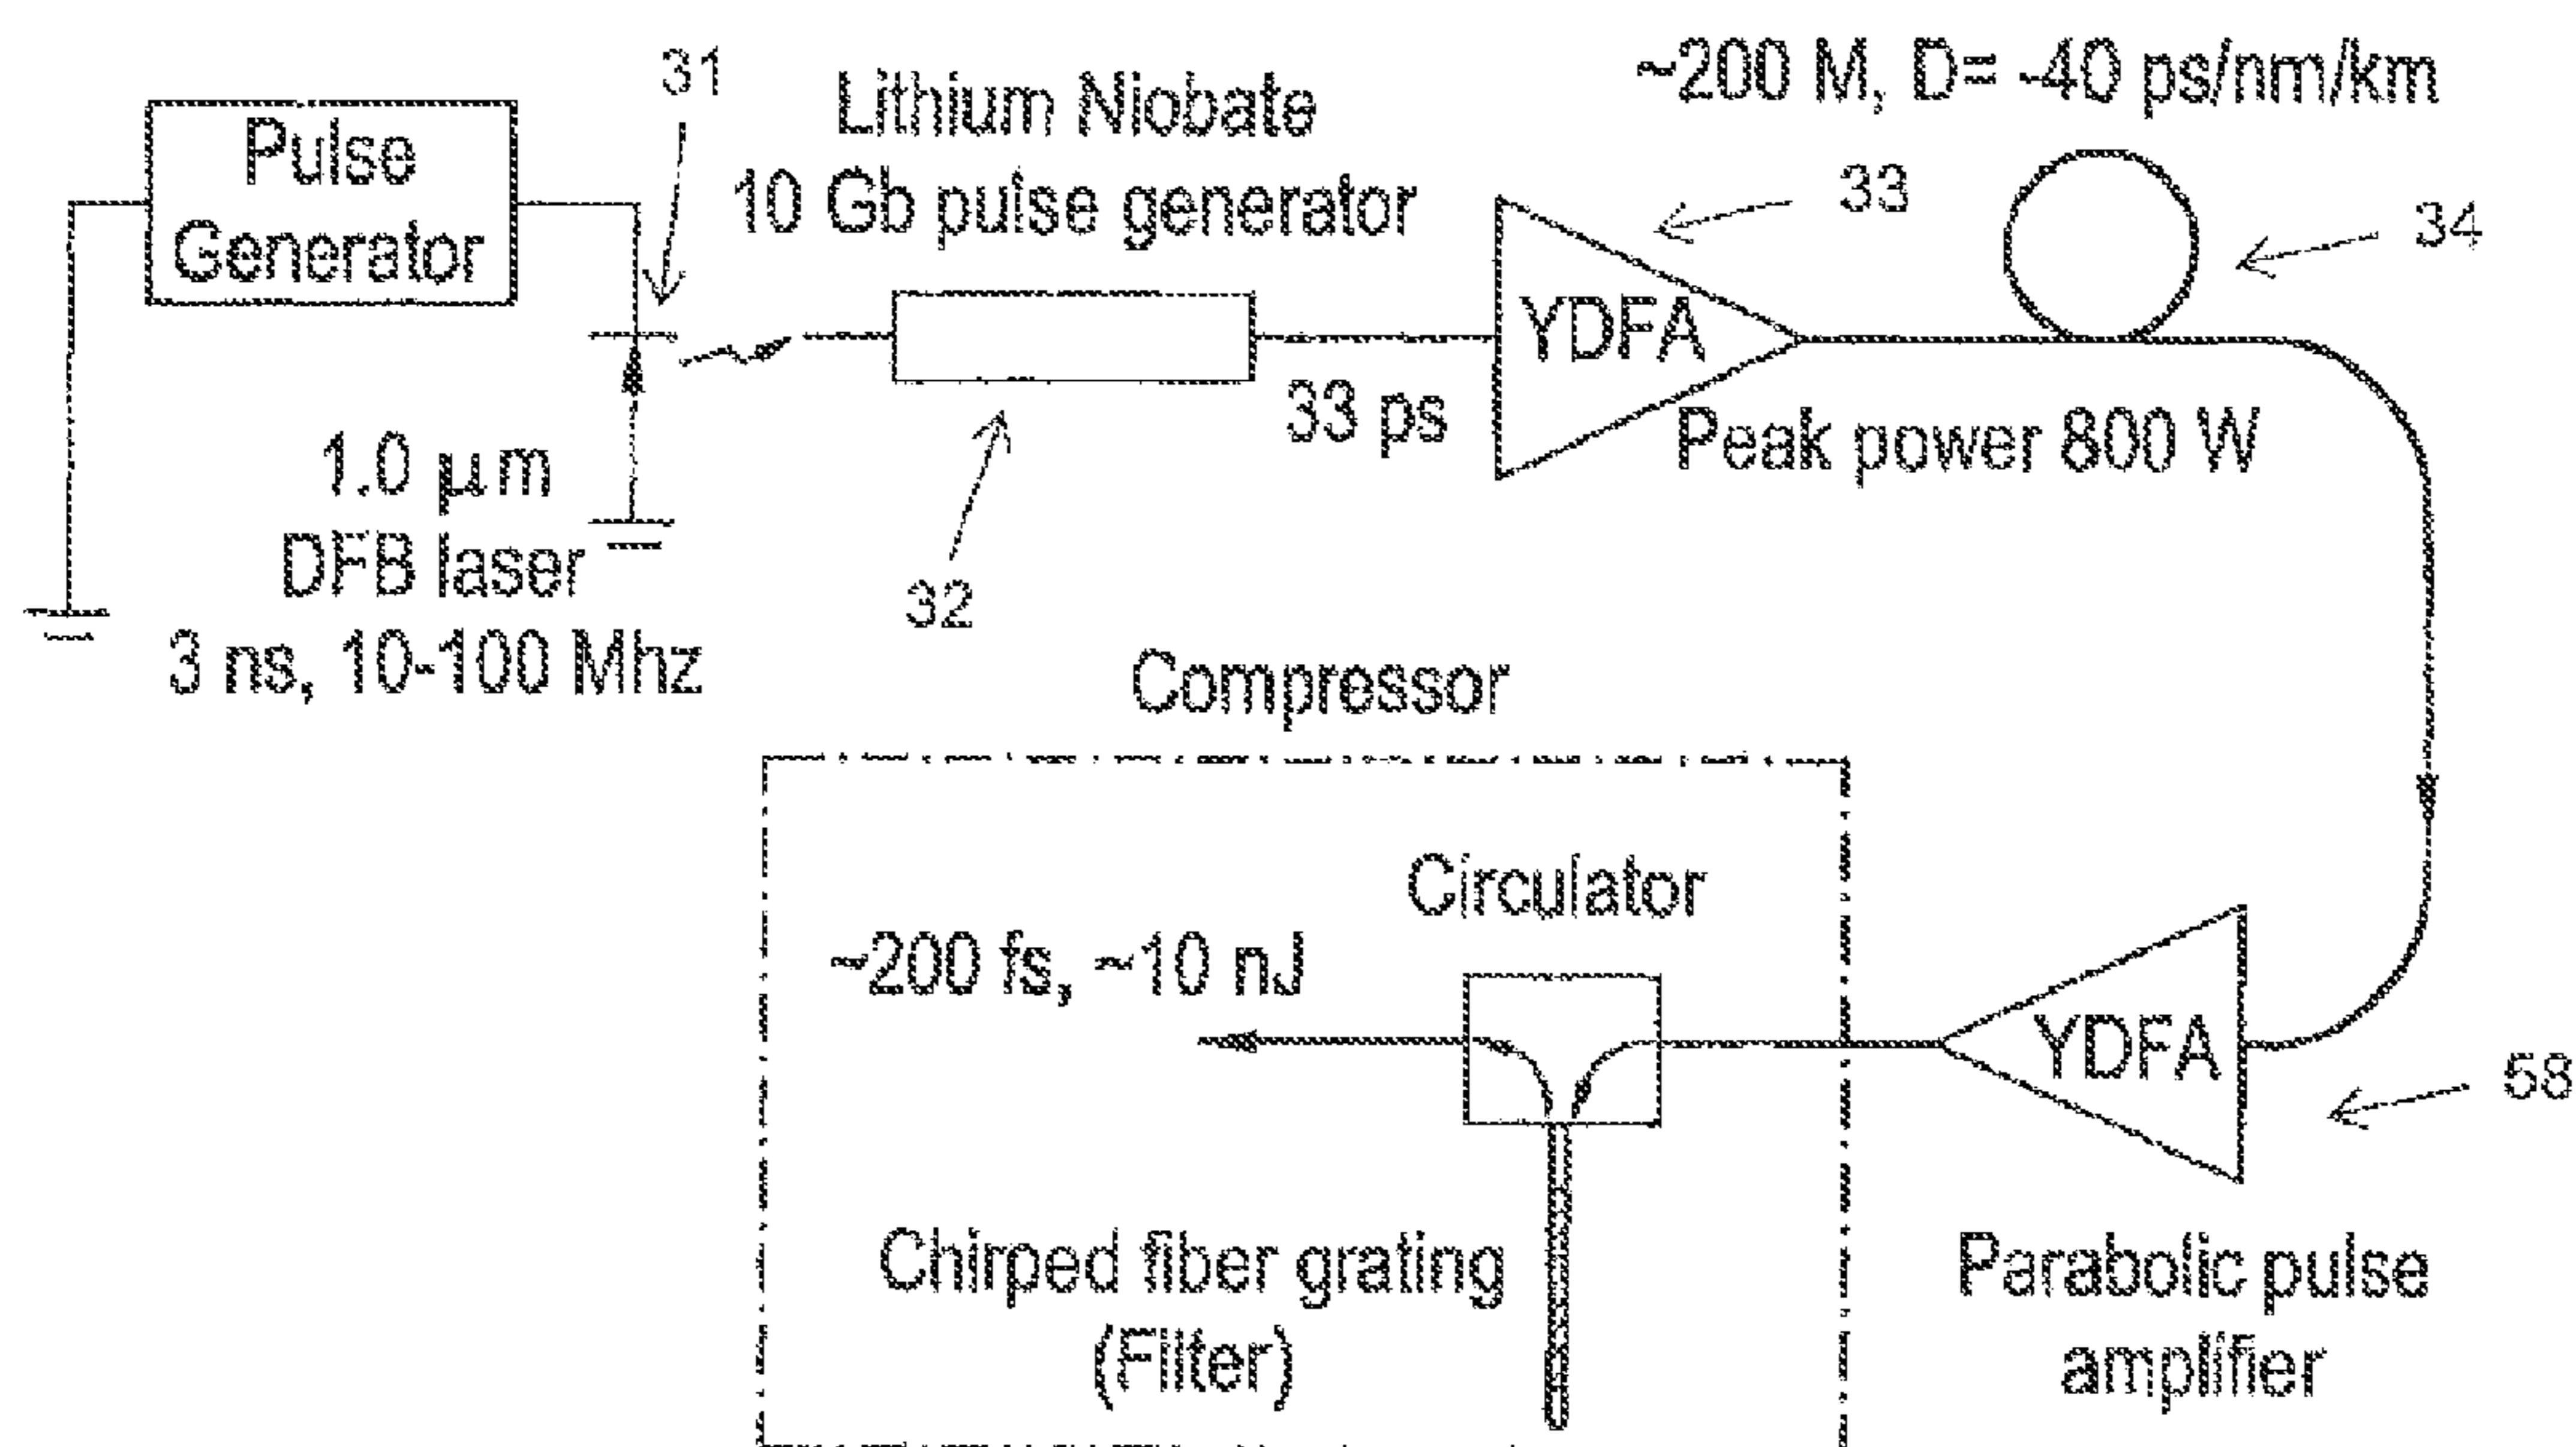 31
Pulse
Generator
Lithium Niobate
10 Gb pulse generator
~200 M, D= -40 ps/nm/km
33
34
YDFA
33 ps
Peak power 800 W
1.0 μm
DFB laser
3 ns, 10-100 Mhz
32
Compressor
Circulator
~200 fs, ~10 nJ
YDFA
58
Chirped fiber grating
(Filter)
Parabolic pulse
amplifier